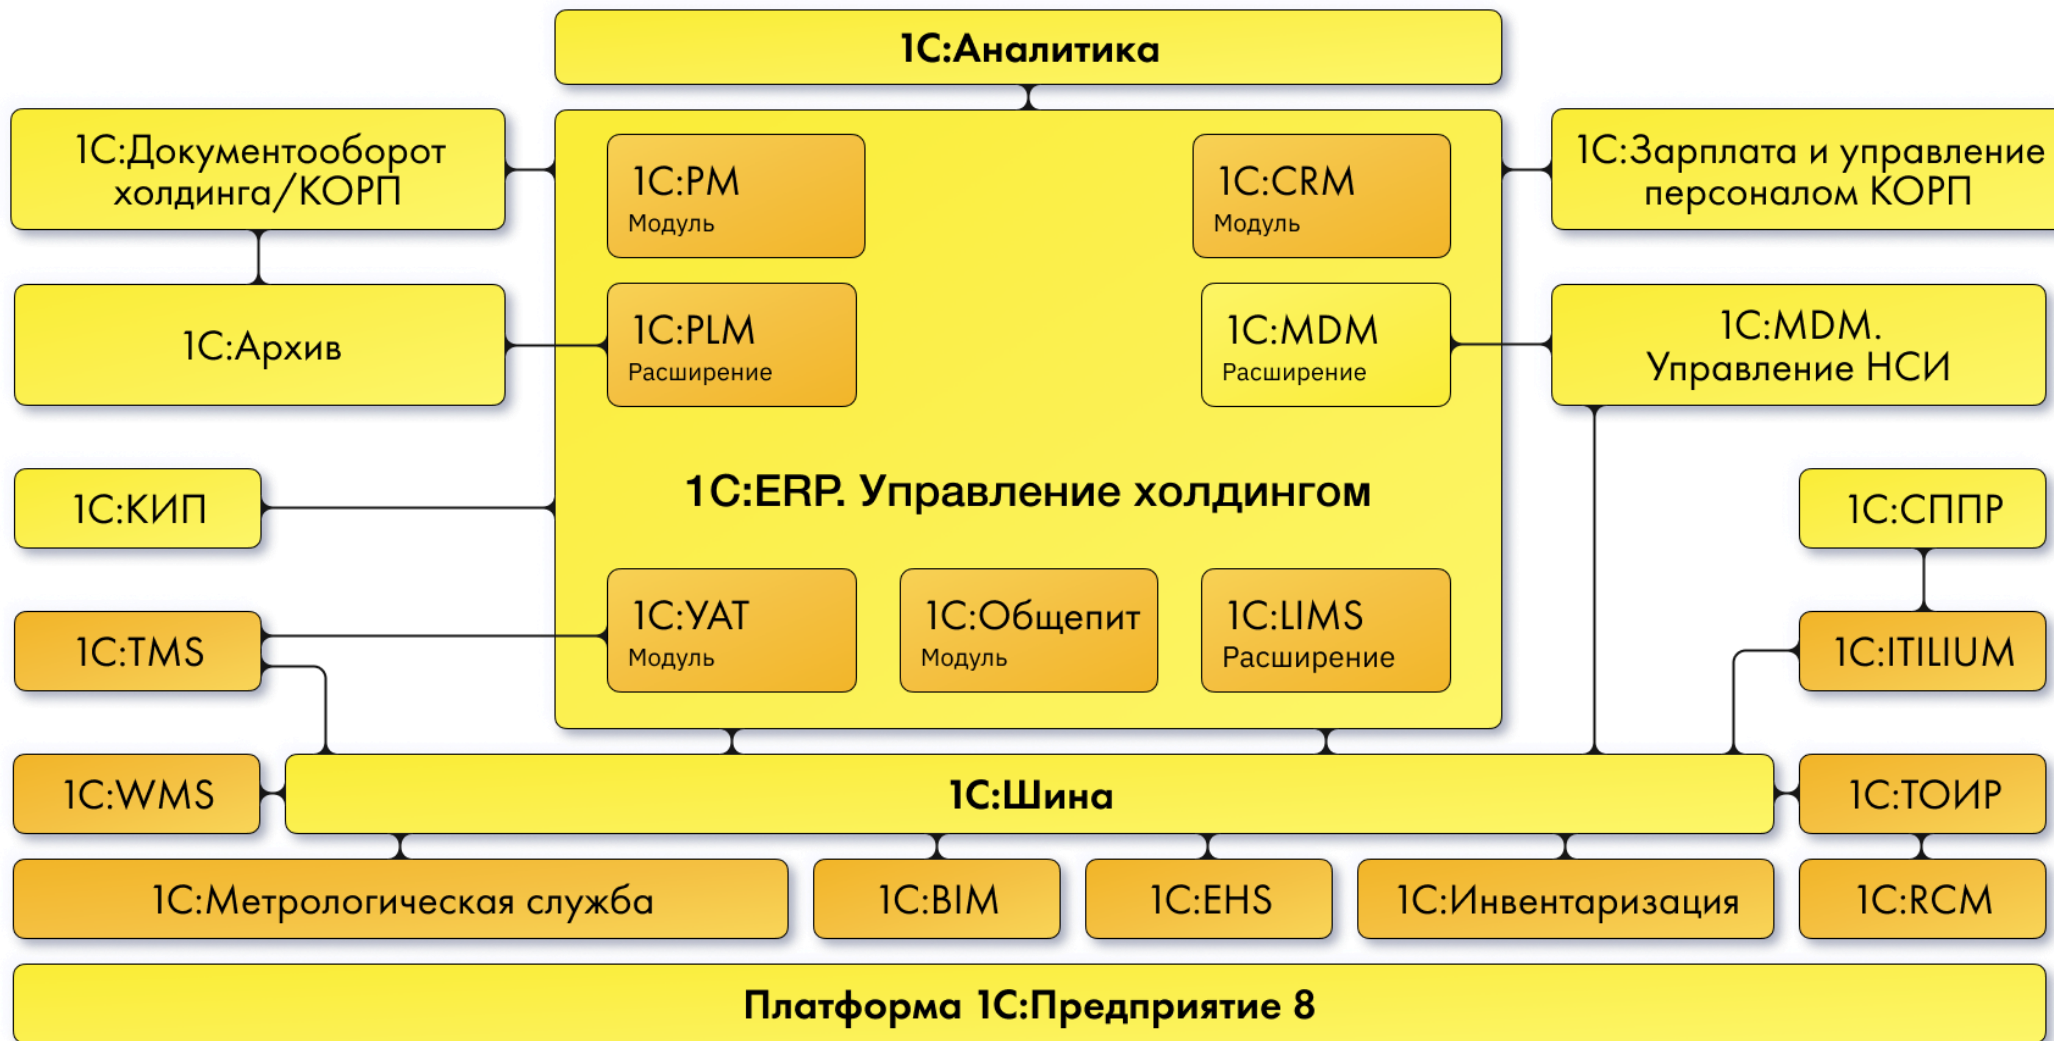 1С:Аналитика
1С:Документооборот
холдинга/КОРП
1С:PM
Модуль
1С:CRM
Модуль
1С:Зарплата и управление
персоналом КОРП
1С:Архив
1С:PLM
Расширение
1С:MDM
Расширение
1С:MDM.
Управление НСИ
1С:ERP. Управление холдингом
1С:КИП
1С:СППР
1С:TMS
1С:УАТ
Модуль
1С:Общепит
Модуль
1С:LIMS
Расширение
1С:ITILIUM
1С:WMS
1С:Шина
1С:ТОИР
1С:Метрологическая служба
1С:BIM
1С:EHS
1С:Инвентаризация
1С:RCM
Платформа 1С:Предприятие 8